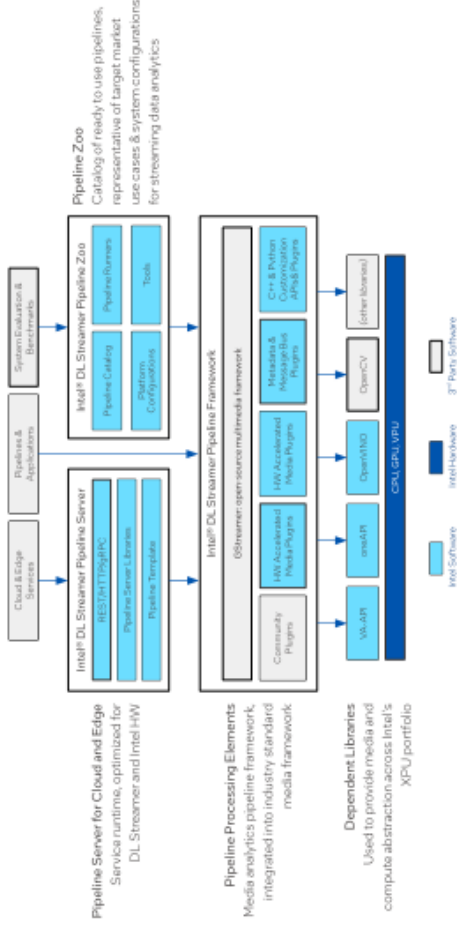 Cloud & Edge
Services
Pipelines &
Applications
System Evaluation &
Benchmarks
Pipeline Server for Cloud and Edge
Service runtime, optimized for
DL Streamer and Intel HW
Intel® DL Streamer Pipeline Server
REST/HTTP/gRPC
Pipeline Server Libraries
Pipeline Template
Intel® DL Streamer Pipeline Zoo
Pipeline Catalog
Pipeline Runners
Platform
Configurations
Tools
Pipeline Zoo
Catalog of ready to use pipelines,
representative of target market
use cases & system configurations
for streaming data analytics
Pipeline Processing Elements
Media analytics pipeline framework,
integrated into industry standard
media framework
Intel® DL Streamer Pipeline Framework
GStreamer: open-source multimedia framework
Community
Plugins
HW Accelerated
Media Plugins
HW Accelerated
Media Plugins
Metadata &
Message Bus
Plugins
C++ & Python
Customization
APIs & Plugins
Dependent Libraries
Used to provide media and
compute abstraction across Intel's
XPU portfolio
VA-API
oneAPI
OpenVINO
OpenCV
(other libraries)
CPU, GPU, VPU
Intel Software
Intel Hardware
3rd Party Software